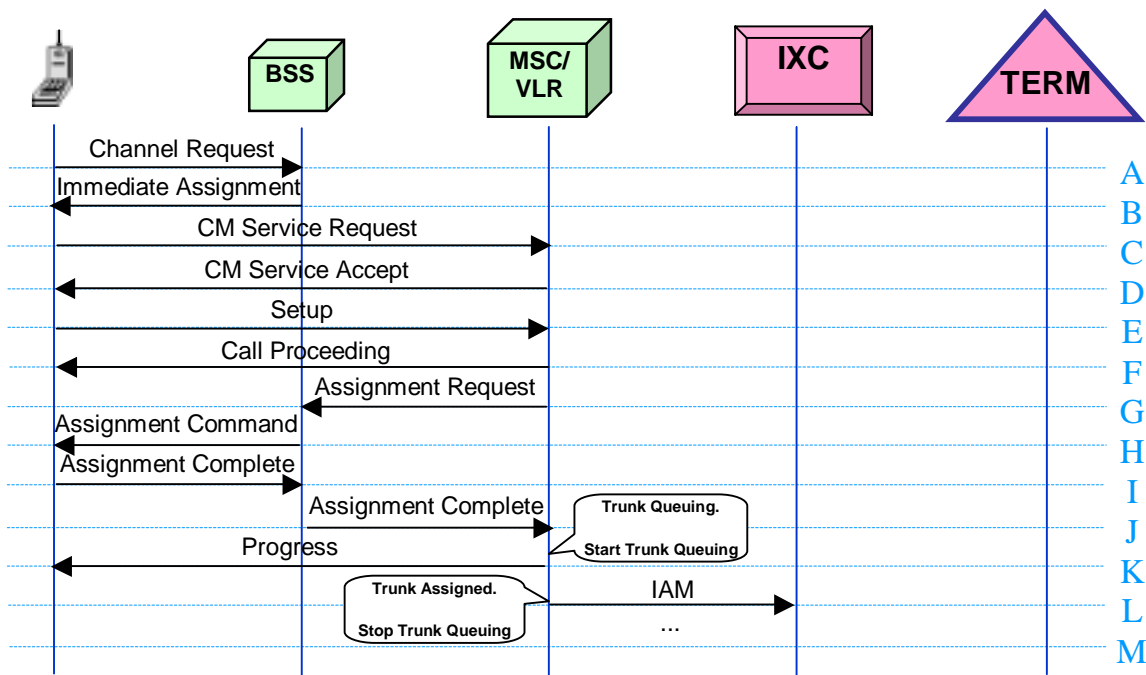 BSS
MSC/
VLR
IXC
TERM
Channel Request
A
Immediate Assignment
B
CM Service Request
C
CM Service Accept
D
Setup
E
Call Proceeding
F
Assignment Request
G
Assignment Command
H
Assignment Complete
I
Assignment Complete
Trunk Queuing.
Start Trunk Queuing
J
Progress
K
Trunk Assigned.
Stop Trunk Queuing
IAM
...
L
M